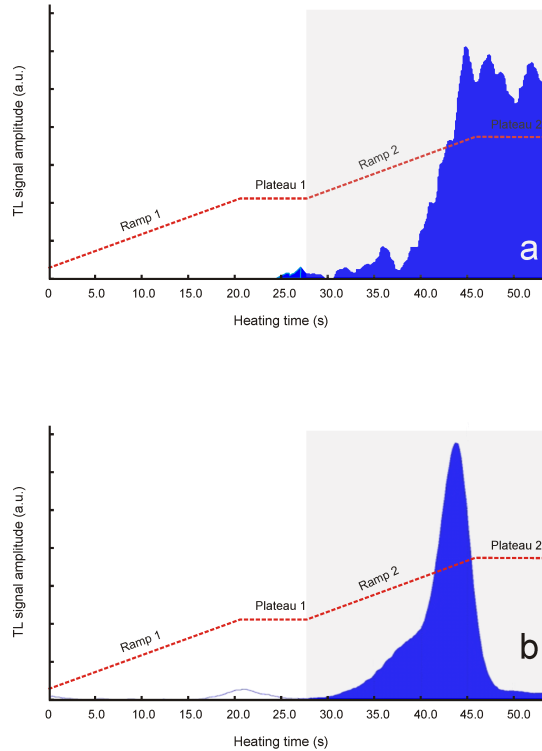 TL signal amplitude (a.u.)
Ramp 1
Plateau 1
Ramp 2
Plateau 2
a
0 5.0 10.0 15.0 20.0 25.0 30.0 35.0 40.0 45.0 50.0
Heating time (s)
TL signal amplitude (a.u.)
Ramp 1
Plateau 1
Ramp 2
Plateau 2
b
0.0 5.0 10.0 15.0 20.0 25.0 30.0 35.0 40.0 45.0 50.0
Heating time (s)